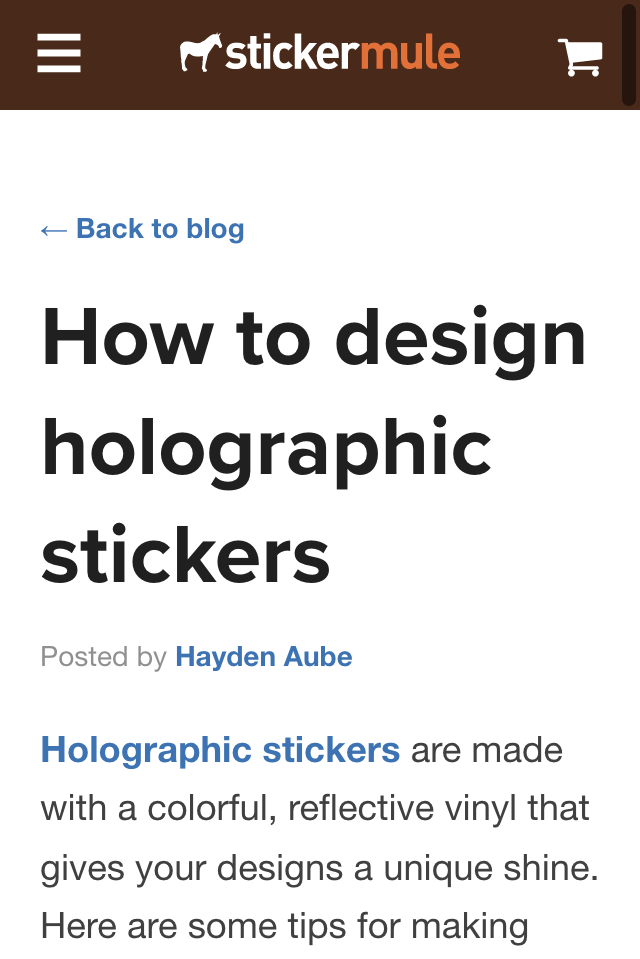 stickermule
← Back to blog
How to design
holographic
stickers
Posted by Hayden Aube
Holographic stickers are made
with a colorful, reflective vinyl that
gives your designs a unique shine.
Here are some tips for making